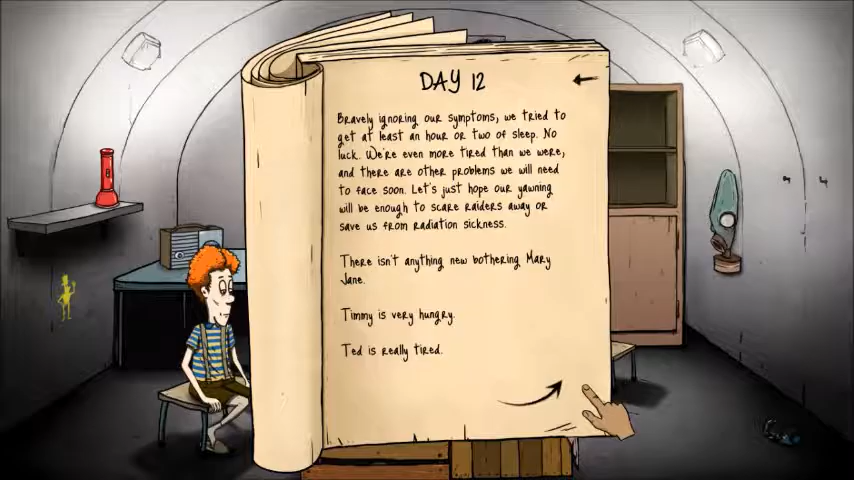 DAY 12
Bravely ignoring our symptoms, we tried to
get at least an hour or two of sleep. No
luck. We're even more tired than we were,
and there are other problems we will need
to face soon. Let's just hope our yawning
will be enough to scare raiders away or
save us from radiation sickness.
There isn't anything new bothering Mary
Jane.
Timmy is very hungry.
Ted is really tired.